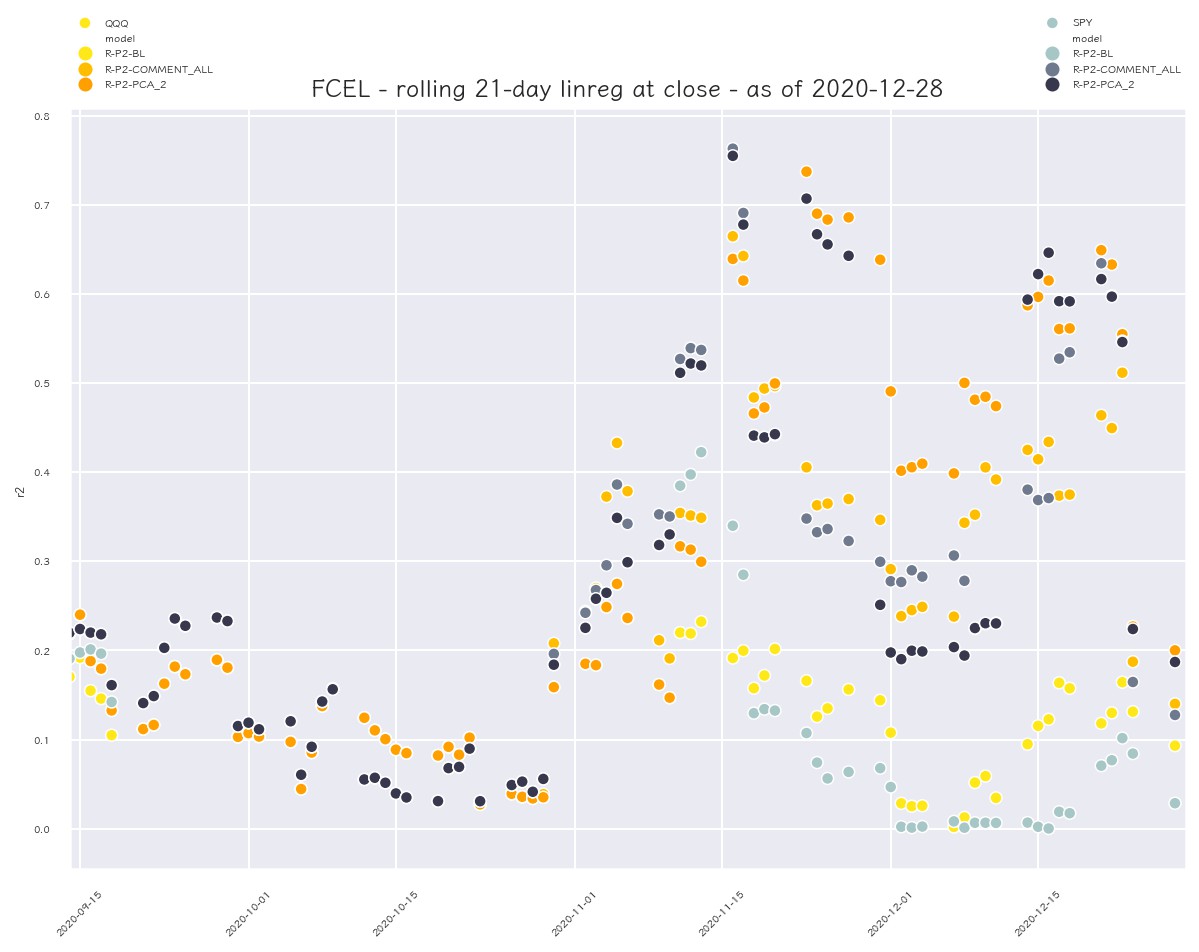 QQQ
model
R-P2-BL
R-P2-COMMENT_ALL
R-P2-PCA_2
SPY
model
R-P2-BL
R-P2-COMMENT_ALL
R-P2-PCA_2
FCEL - rolling 21-day linreg at close - as of 2020-12-28
0.8
0.7
0.6
0.5
0.4
0.3
0.2
0.1
0.0
r2
2020-09-15
2020-10-01
2020-10-15
2020-11-01
2020-11-15
2020-12-01
2020-12-15